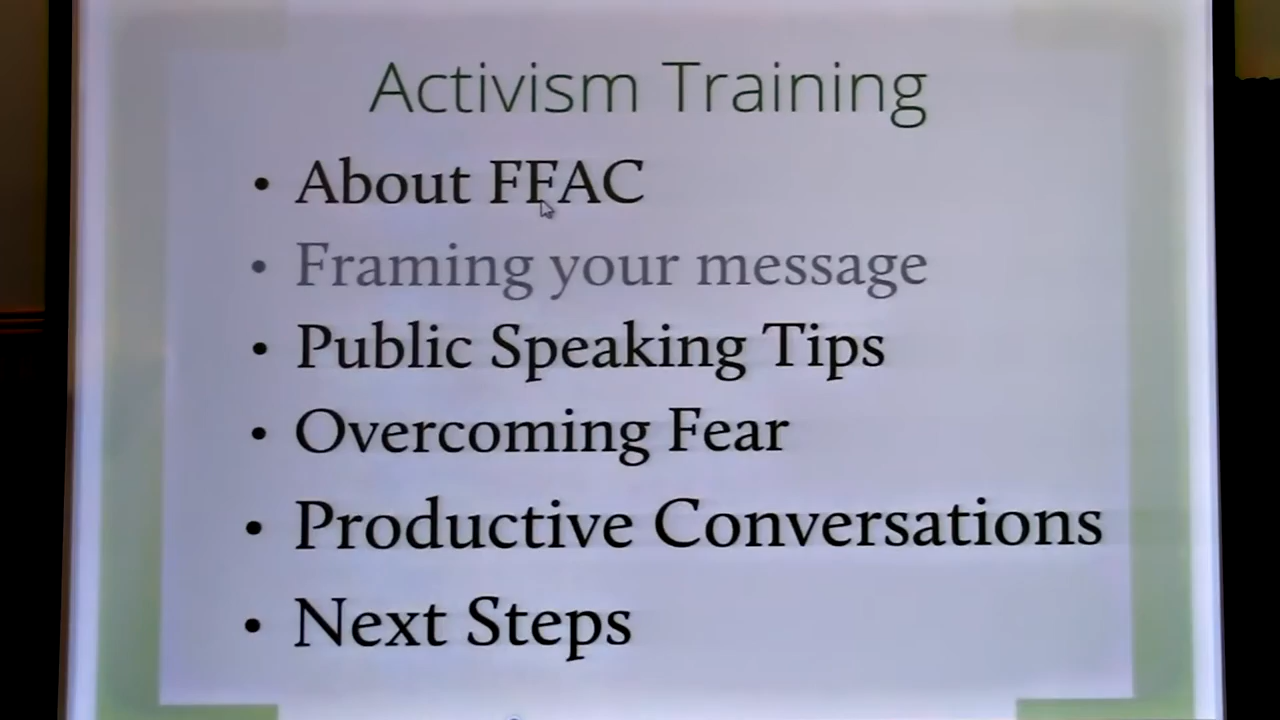 Activism Training
• About FFAC
• Framing your message
• Public Speaking Tips
• Overcoming Fear
• Productive Conversations
• Next Steps